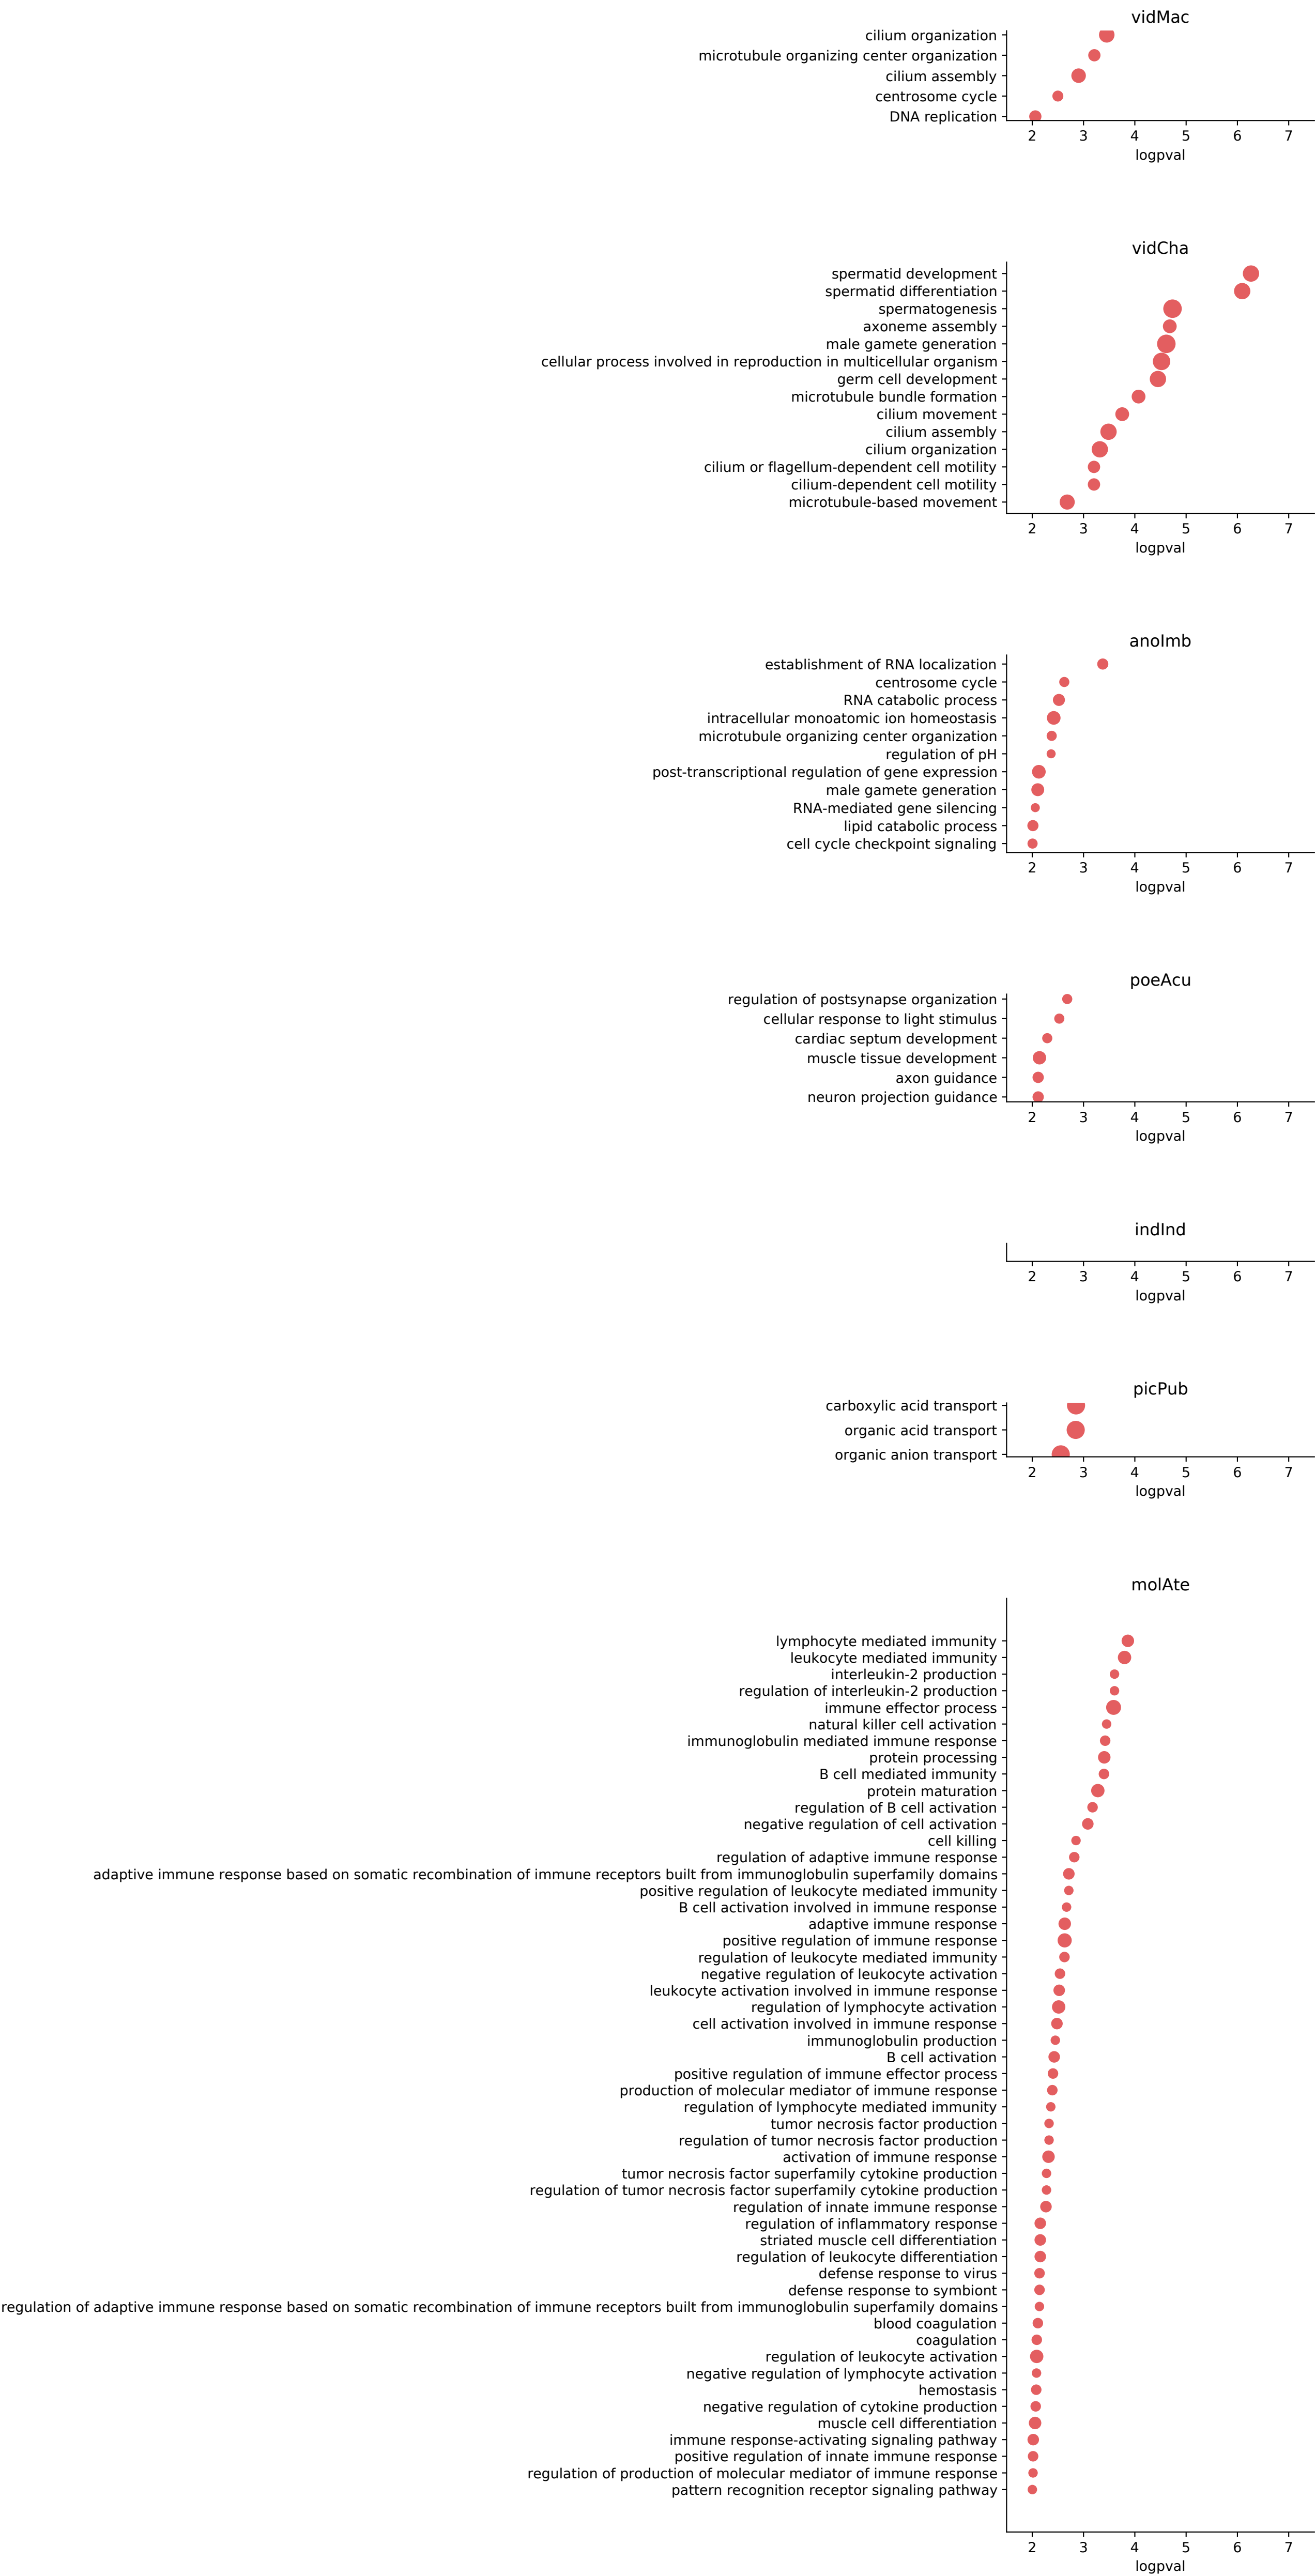 vidMac
cilium organization
microtubule organizing center organization
cilium assembly
centrosome cycle
DNA replication
2 3 4 5 6 7
logpval
vidCha
spermatid development
spermatid differentiation
spermatogenesis
axoneme assembly
male gamete generation
cellular process involved in reproduction in multicellular organism
germ cell development
microtubule bundle formation
cilium movement
cilium assembly
cilium organization
cilium or flagellum-dependent cell motility
cilium-dependent cell motility
microtubule-based movement
2 3 4 5 6 7
logpval
anoImb
establishment of RNA localization
centrosome cycle
RNA catabolic process
intracellular monoatomic ion homeostasis
microtubule organizing center organization
regulation of pH
post-transcriptional regulation of gene expression
male gamete generation
RNA-mediated gene silencing
lipid catabolic process
cell cycle checkpoint signaling
2 3 4 5 6 7
logpval
poeAcu
regulation of postsynapse organization
cellular response to light stimulus
cardiac septum development
muscle tissue development
axon guidance
neuron projection guidance
2 3 4 5 6 7
logpval
indInd
2 3 4 5 6 7
logpval
picPub
carboxylic acid transport
organic acid transport
organic anion transport
2 3 4 5 6 7
logpval
molAte
lymphocyte mediated immunity
leukocyte mediated immunity
interleukin-2 production
regulation of interleukin-2 production
immune effector process
natural killer cell activation
immunoglobulin mediated immune response
protein processing
B cell mediated immunity
protein maturation
regulation of B cell activation
negative regulation of cell activation
cell killing
regulation of adaptive immune response
adaptive immune response based on somatic recombination of immune receptors built from immunoglobulin superfamily domains
positive regulation of leukocyte mediated immunity
B cell activation involved in immune response
adaptive immune response
positive regulation of immune response
regulation of leukocyte mediated immunity
negative regulation of leukocyte activation
leukocyte activation involved in immune response
regulation of lymphocyte activation
cell activation involved in immune response
immunoglobulin production
B cell activation
positive regulation of immune effector process
production of molecular mediator of immune response
regulation of lymphocyte mediated immunity
tumor necrosis factor production
regulation of tumor necrosis factor production
activation of immune response
tumor necrosis factor superfamily cytokine production
regulation of tumor necrosis factor superfamily cytokine production
regulation of innate immune response
regulation of inflammatory response
striated muscle cell differentiation
regulation of leukocyte differentiation
defense response to virus
defense response to symbiont
regulation of adaptive immune response based on somatic recombination of immune receptors built from immunoglobulin superfamily domains
blood coagulation
coagulation
regulation of leukocyte activation
negative regulation of lymphocyte activation
hemostasis
negative regulation of cytokine production
muscle cell differentiation
immune response-activating signaling pathway
positive regulation of innate immune response
regulation of production of molecular mediator of immune response
pattern recognition receptor signaling pathway
2 3 4 5 6 7
logpval